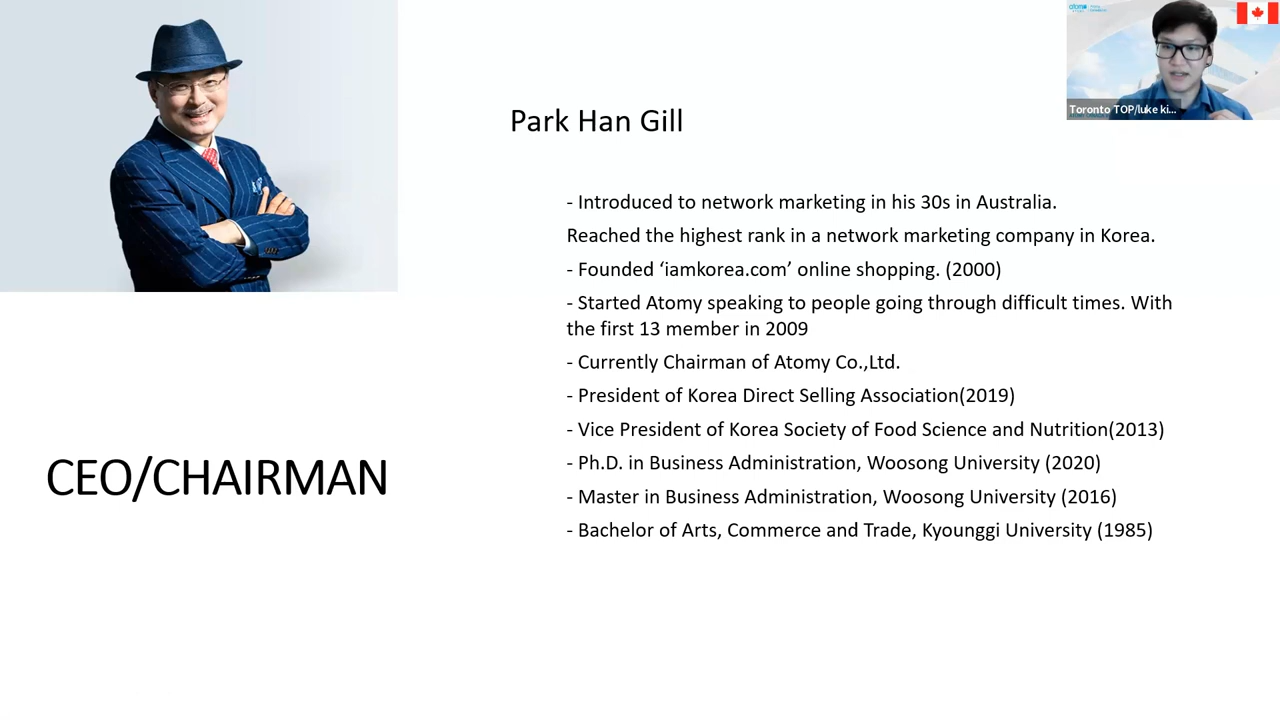 Toronto TOP/luke ki...
Park Han Gill
- Introduced to network marketing in his 30s in Australia.
Reached the highest rank in a network marketing company in Korea.
- Founded ‘iamkorea.com’ online shopping. (2000)
- Started Atomy speaking to people going through difficult times. With
the first 13 member in 2009
- Currently Chairman of Atomy Co.,Ltd.
- President of Korea Direct Selling Association(2019)
- Vice President of Korea Society of Food Science and Nutrition(2013)
- Ph.D. in Business Administration, Woosong University (2020)
- Master in Business Administration, Woosong University (2016)
- Bachelor of Arts, Commerce and Trade, Kyounggi University (1985)
CEO/CHAIRMAN